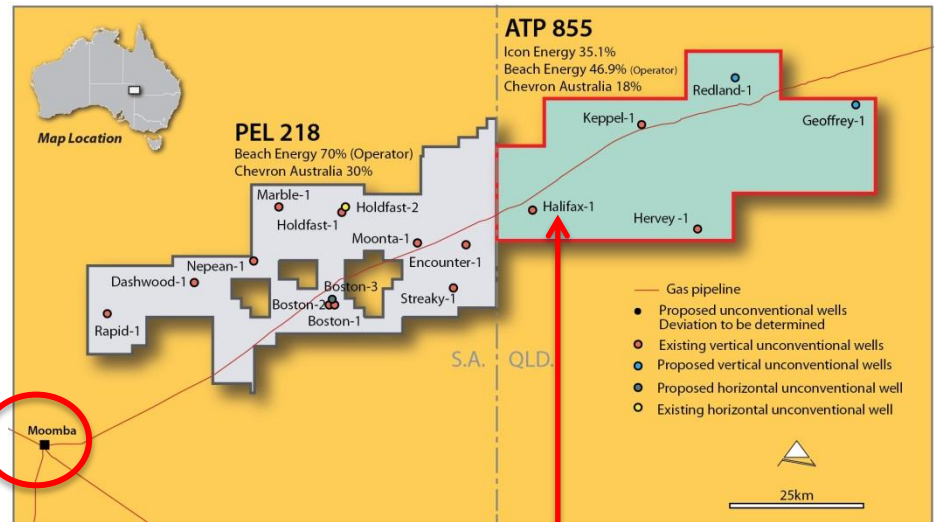 Map Location
ATP 855
Icon Energy 35.1%
Beach Energy 46.9% (Operator)
Chevron Australia 18%
PEL 218
Beach Energy 70% (Operator)
Chevron Australia 30%
Redland-1
Geoffrey-1
Keppel-1
Halifax-1
Hervey -1
Marble-1
Holdfast-2
Holdfast-1
Moonta-1
Encounter-1
Nepean-1
Dashwood-1
Boston-3
Boston-2
Boston-1
Streaky-1
Rapid-1
S.A.
QLD.
Moomba
Gas pipeline
Proposed unconventional wells
Deviation to be determined
Existing vertical unconventional wells
Proposed vertical unconventional wells
Proposed horizontal unconventional well
Existing horizontal unconventional well
25km